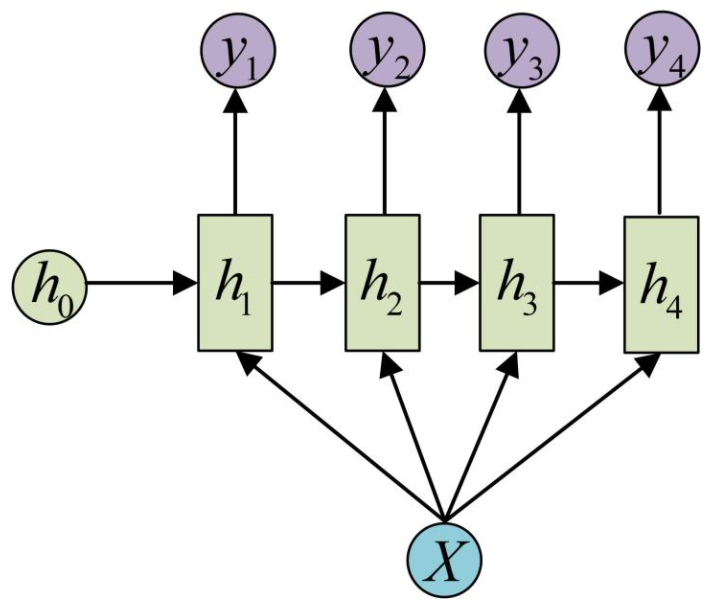 y₁ y₂ y₃ y₄
h₀ h₁ h₂ h₃ h₄
X